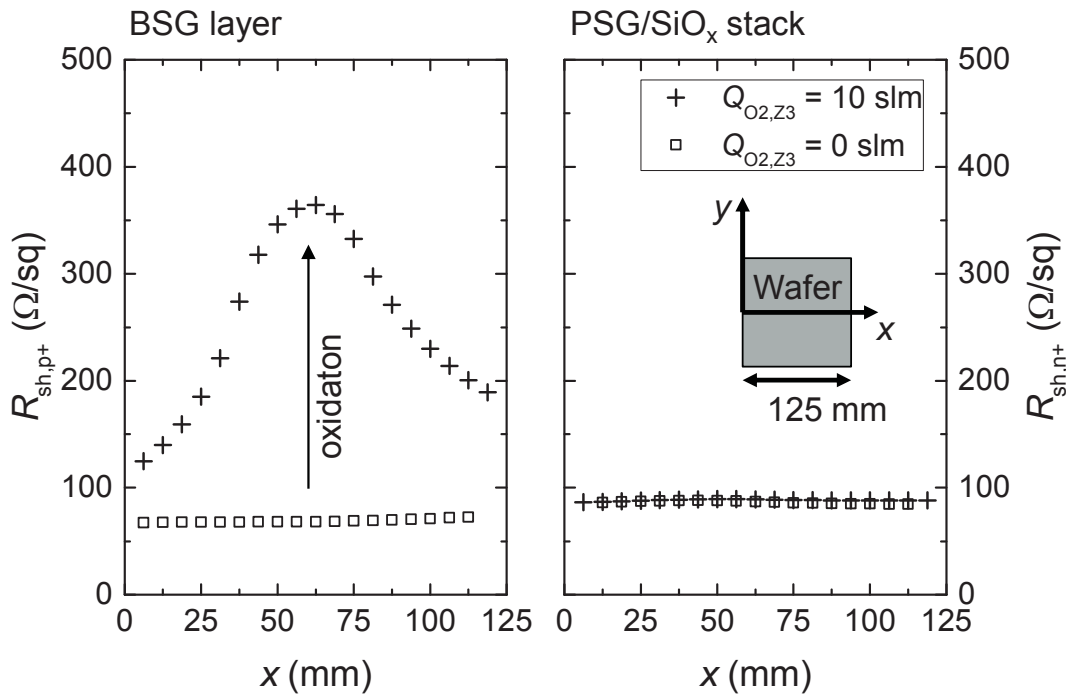 BSG layer
PSG/SiOx stack
500
400
300
200
100
0
Rsh,p+ (Ω/sq)
oxidaton
0 25 50 75 100 125
x (mm)
QO2,Z3 = 10 slm
QO2,Z3 = 0 slm
y
Wafer
x
125 mm
0 25 50 75 100 125
x (mm)
500
400
300
200
100
0
Rsh,n+ (Ω/sq)